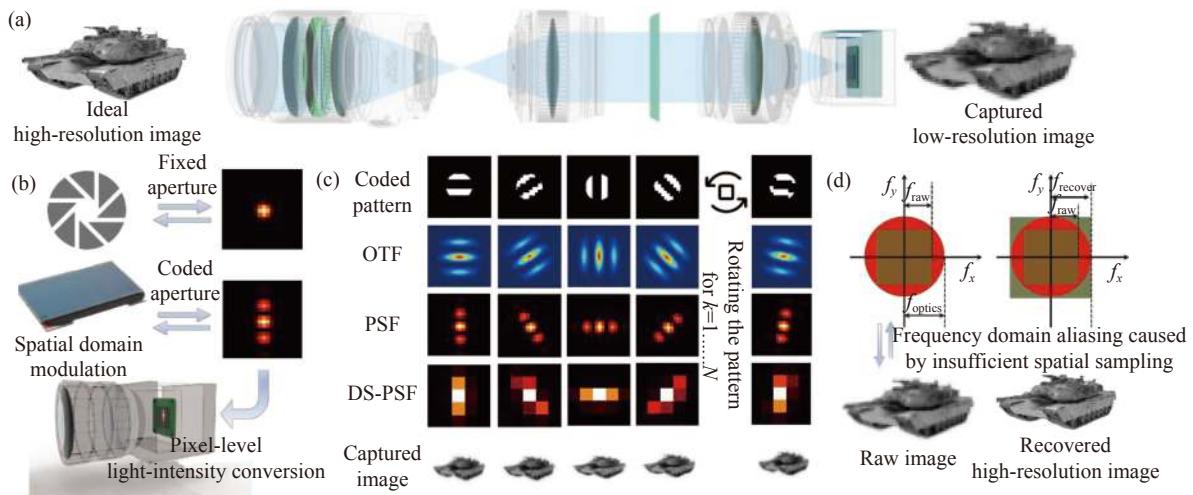 (a)
Ideal
high-resolution image
Captured
low-resolution image
(b)
Fixed
aperture
Coded
aperture
Spatial domain
modulation
Pixel-level
light-intensity conversion
(c)
Coded
pattern
OTF
PSF
DS-PSF
Captured
image
Rotating the pattern
for k=1......N
(d)
f_y
f_raw
f_x
f_optics
f_y
f_recover
f_raw
f_x
Frequency domain aliasing caused
by insufficient spatial sampling
Raw image
Recovered
high-resolution image